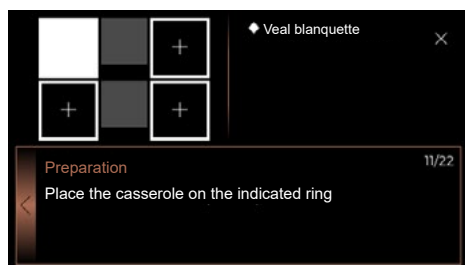 Veal blanquette
Preparation
11/22
Place the casserole on the indicated ring